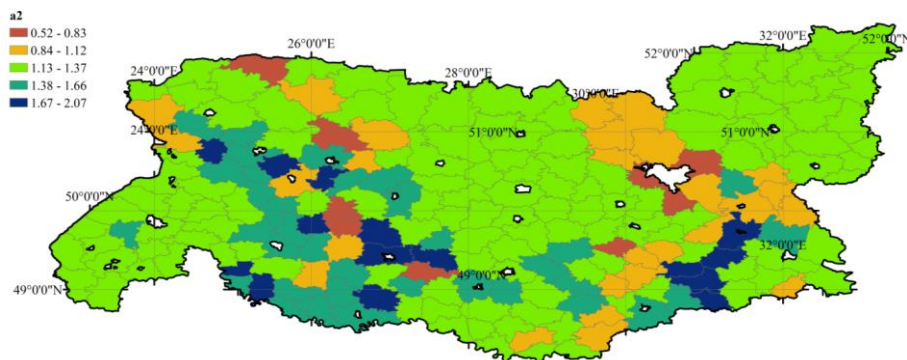 a2
0.52 - 0.83
0.84 - 1.12
1.13 - 1.37
1.38 - 1.66
1.67 - 2.07
24°0'0"E
26°0'0"E
28°0'0"E
30°0'0"E
52°0'0"N
32°0'0"E
52°0'0"N
24°0'0"E
51°0'0"N
51°0'0"N
50°0'0"N
32°0'0"E
49°0'0"N
49°0'0"N